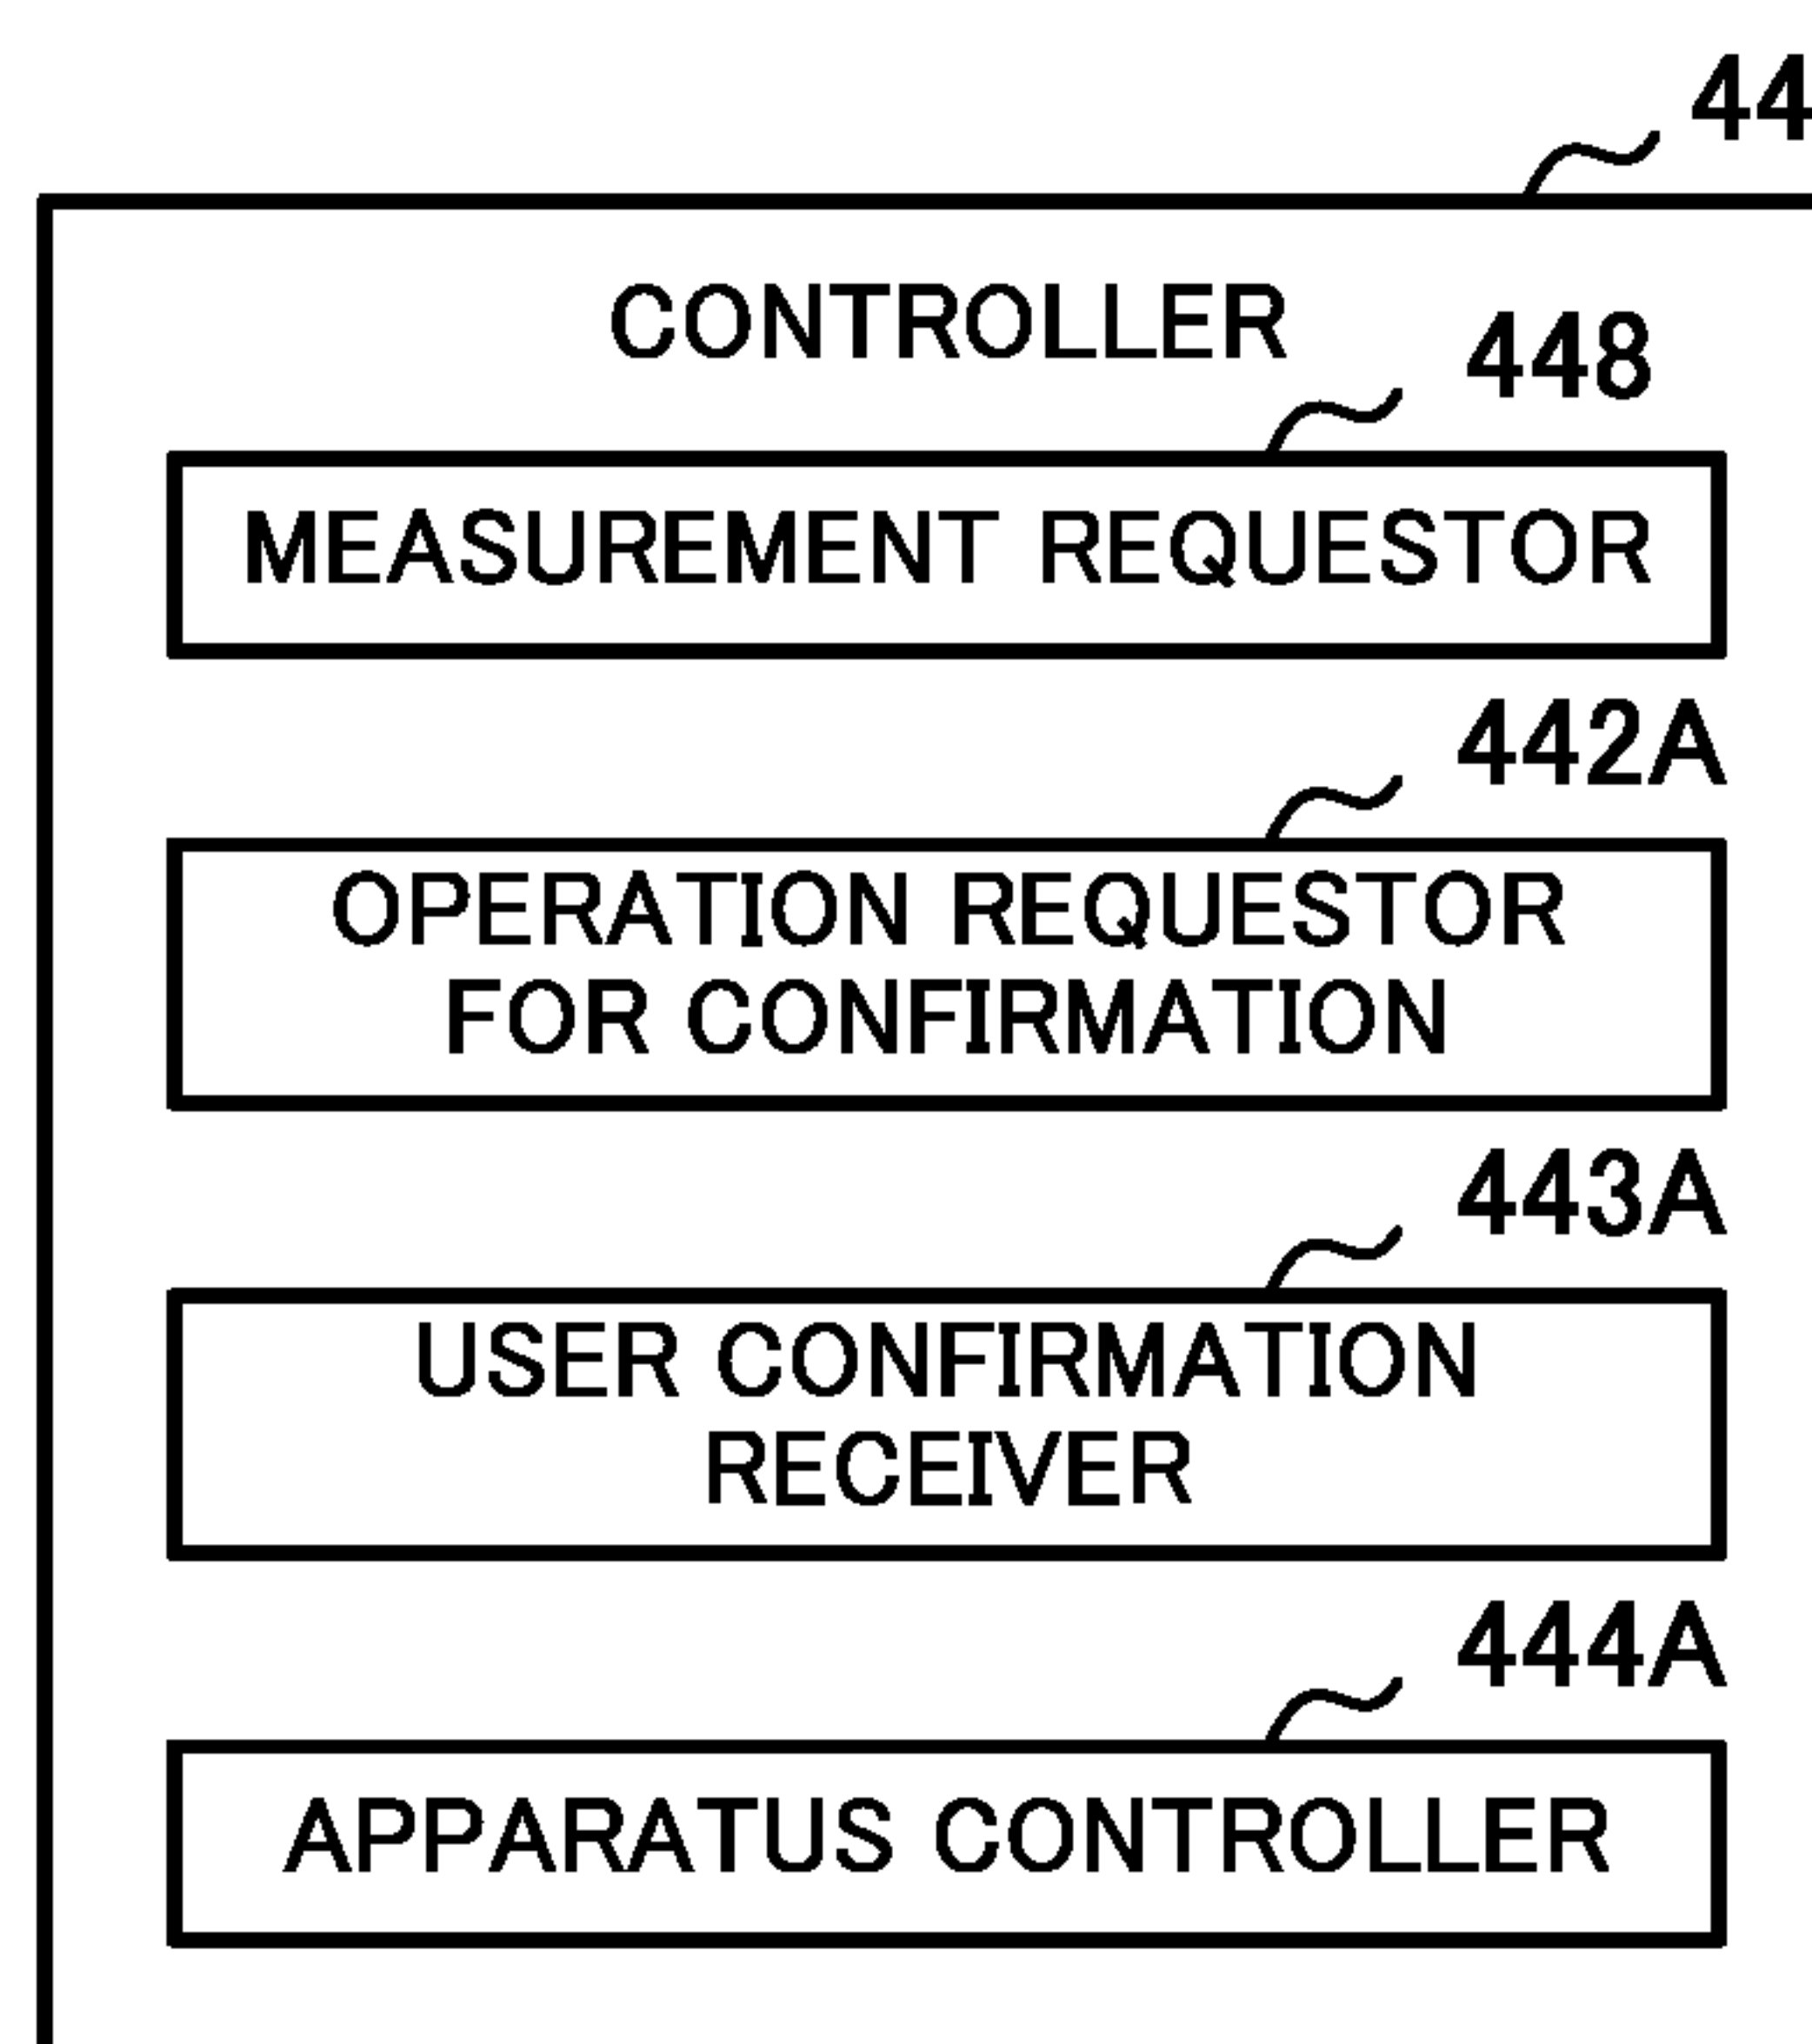 44
CONTROLLER
448
MEASUREMENT REQUESTOR
442A
OPERATION REQUESTOR
FOR CONFIRMATION
443A
USER CONFIRMATION
RECEIVER
444A
APPARATUS CONTROLLER